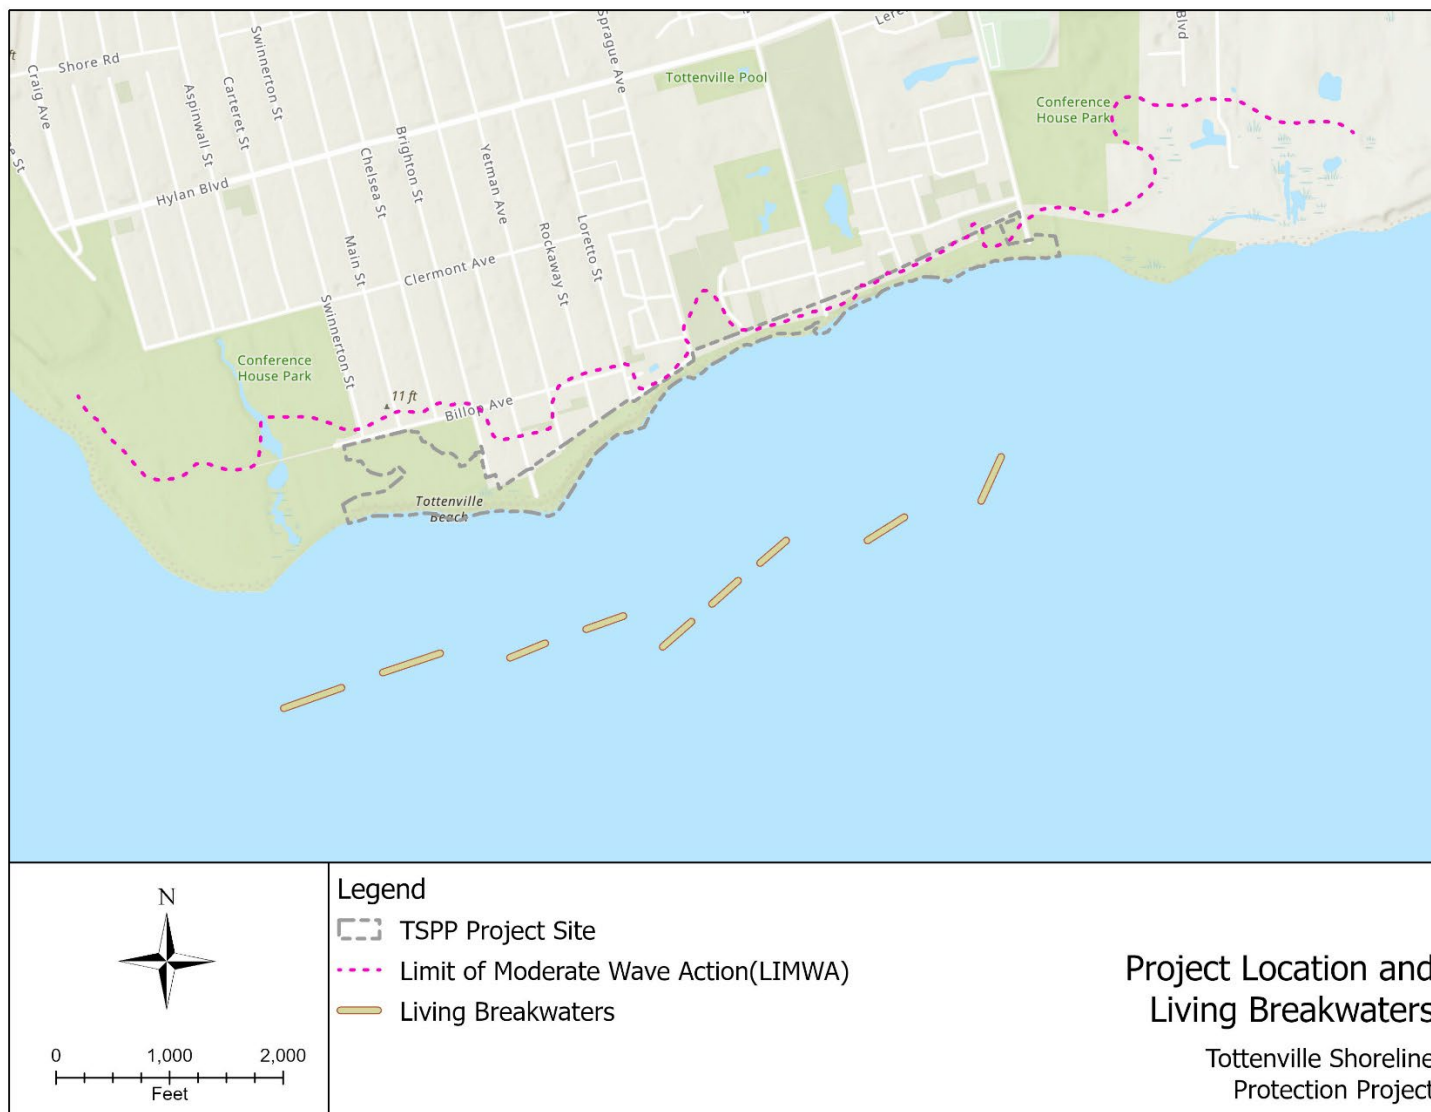 ft
Shore Rd
Craig Ave
Aspinwall St
Carteret St
Swinnerton St
Sprague Ave
Tottenville Pool
Blvd
Conference
House Park
Hylan Blvd
Chelsea St
Brighton St
Yetman Ave
Rockaway St
Loretto St
Main St
Clermont Ave
Swinnerton St
Conference
House Park
11 ft
Billop Ave
Tottenville
Beach
N
0 1,000 2,000
Feet
Legend
TSPP Project Site
Limit of Moderate Wave Action(LIMWA)
Living Breakwaters
Project Location and
Living Breakwaters
Tottenville Shoreline
Protection Project